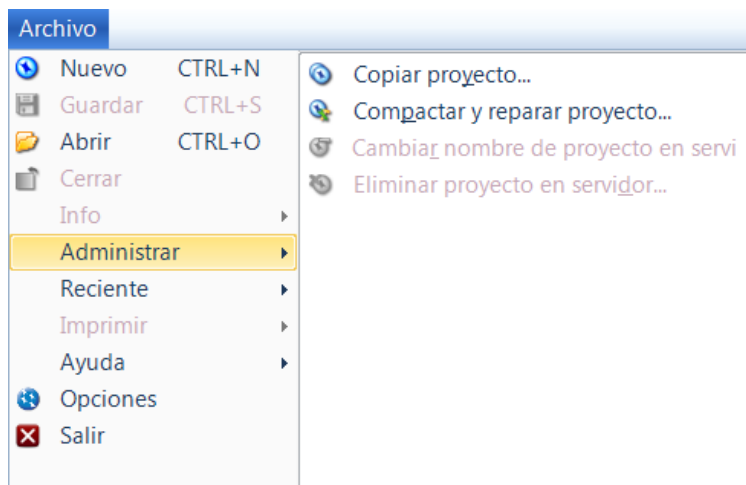 Archivo
Nuevo CTRL+N
Guardar CTRL+S
Abrir CTRL+O
Cerrar
Info
Administrar
Reciente
Imprimir
Ayuda
Opciones
Salir
Copiar proyecto...
Compactar y reparar proyecto...
Cambiar nombre de proyecto en servi
Eliminar proyecto en servidor...